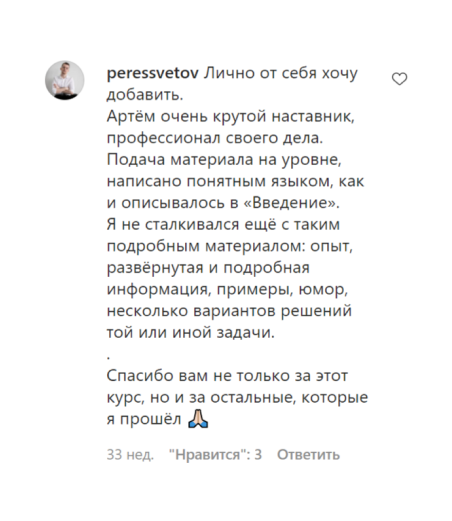 peressvetov Лично от себя хочу
добавить.
Артём очень крутой наставник,
профессионал своего дела.
Подача материала на уровне,
написано понятным языком, как
и описывалось в «Введение».
Я не сталкивался ещё с таким
подробным материалом: опыт,
развёрнутая и подробная
информация, примеры, юмор,
несколько вариантов решений
той или иной задачи.
.
Спасибо вам не только за этот
курс, но и за остальные, которые
я прошёл 🙏🏻
33 нед. "Нравится": 3 Ответить